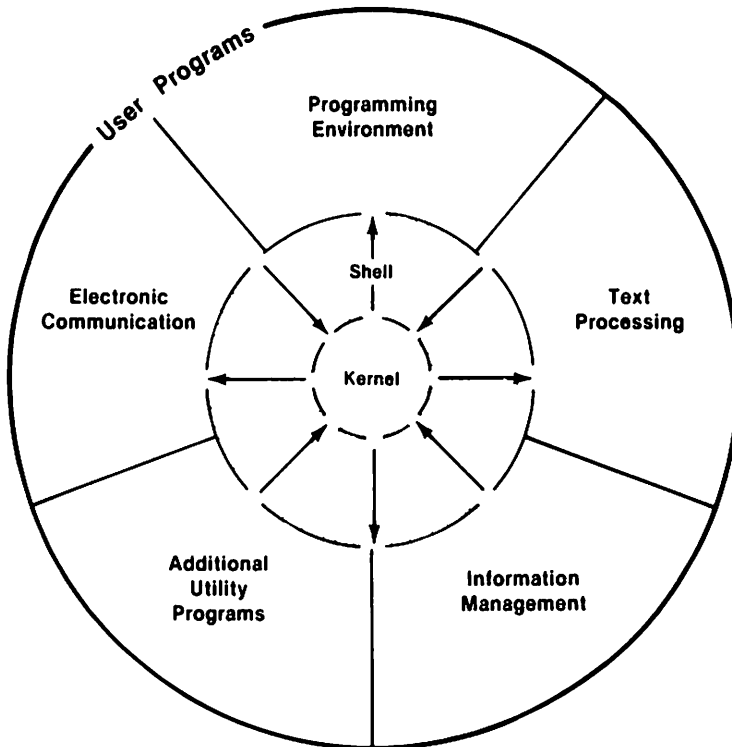 User Programs
Programming
Environment
Shell
Electronic
Communication
Text
Processing
Kernel
Additional
Utility
Programs
Information
Management